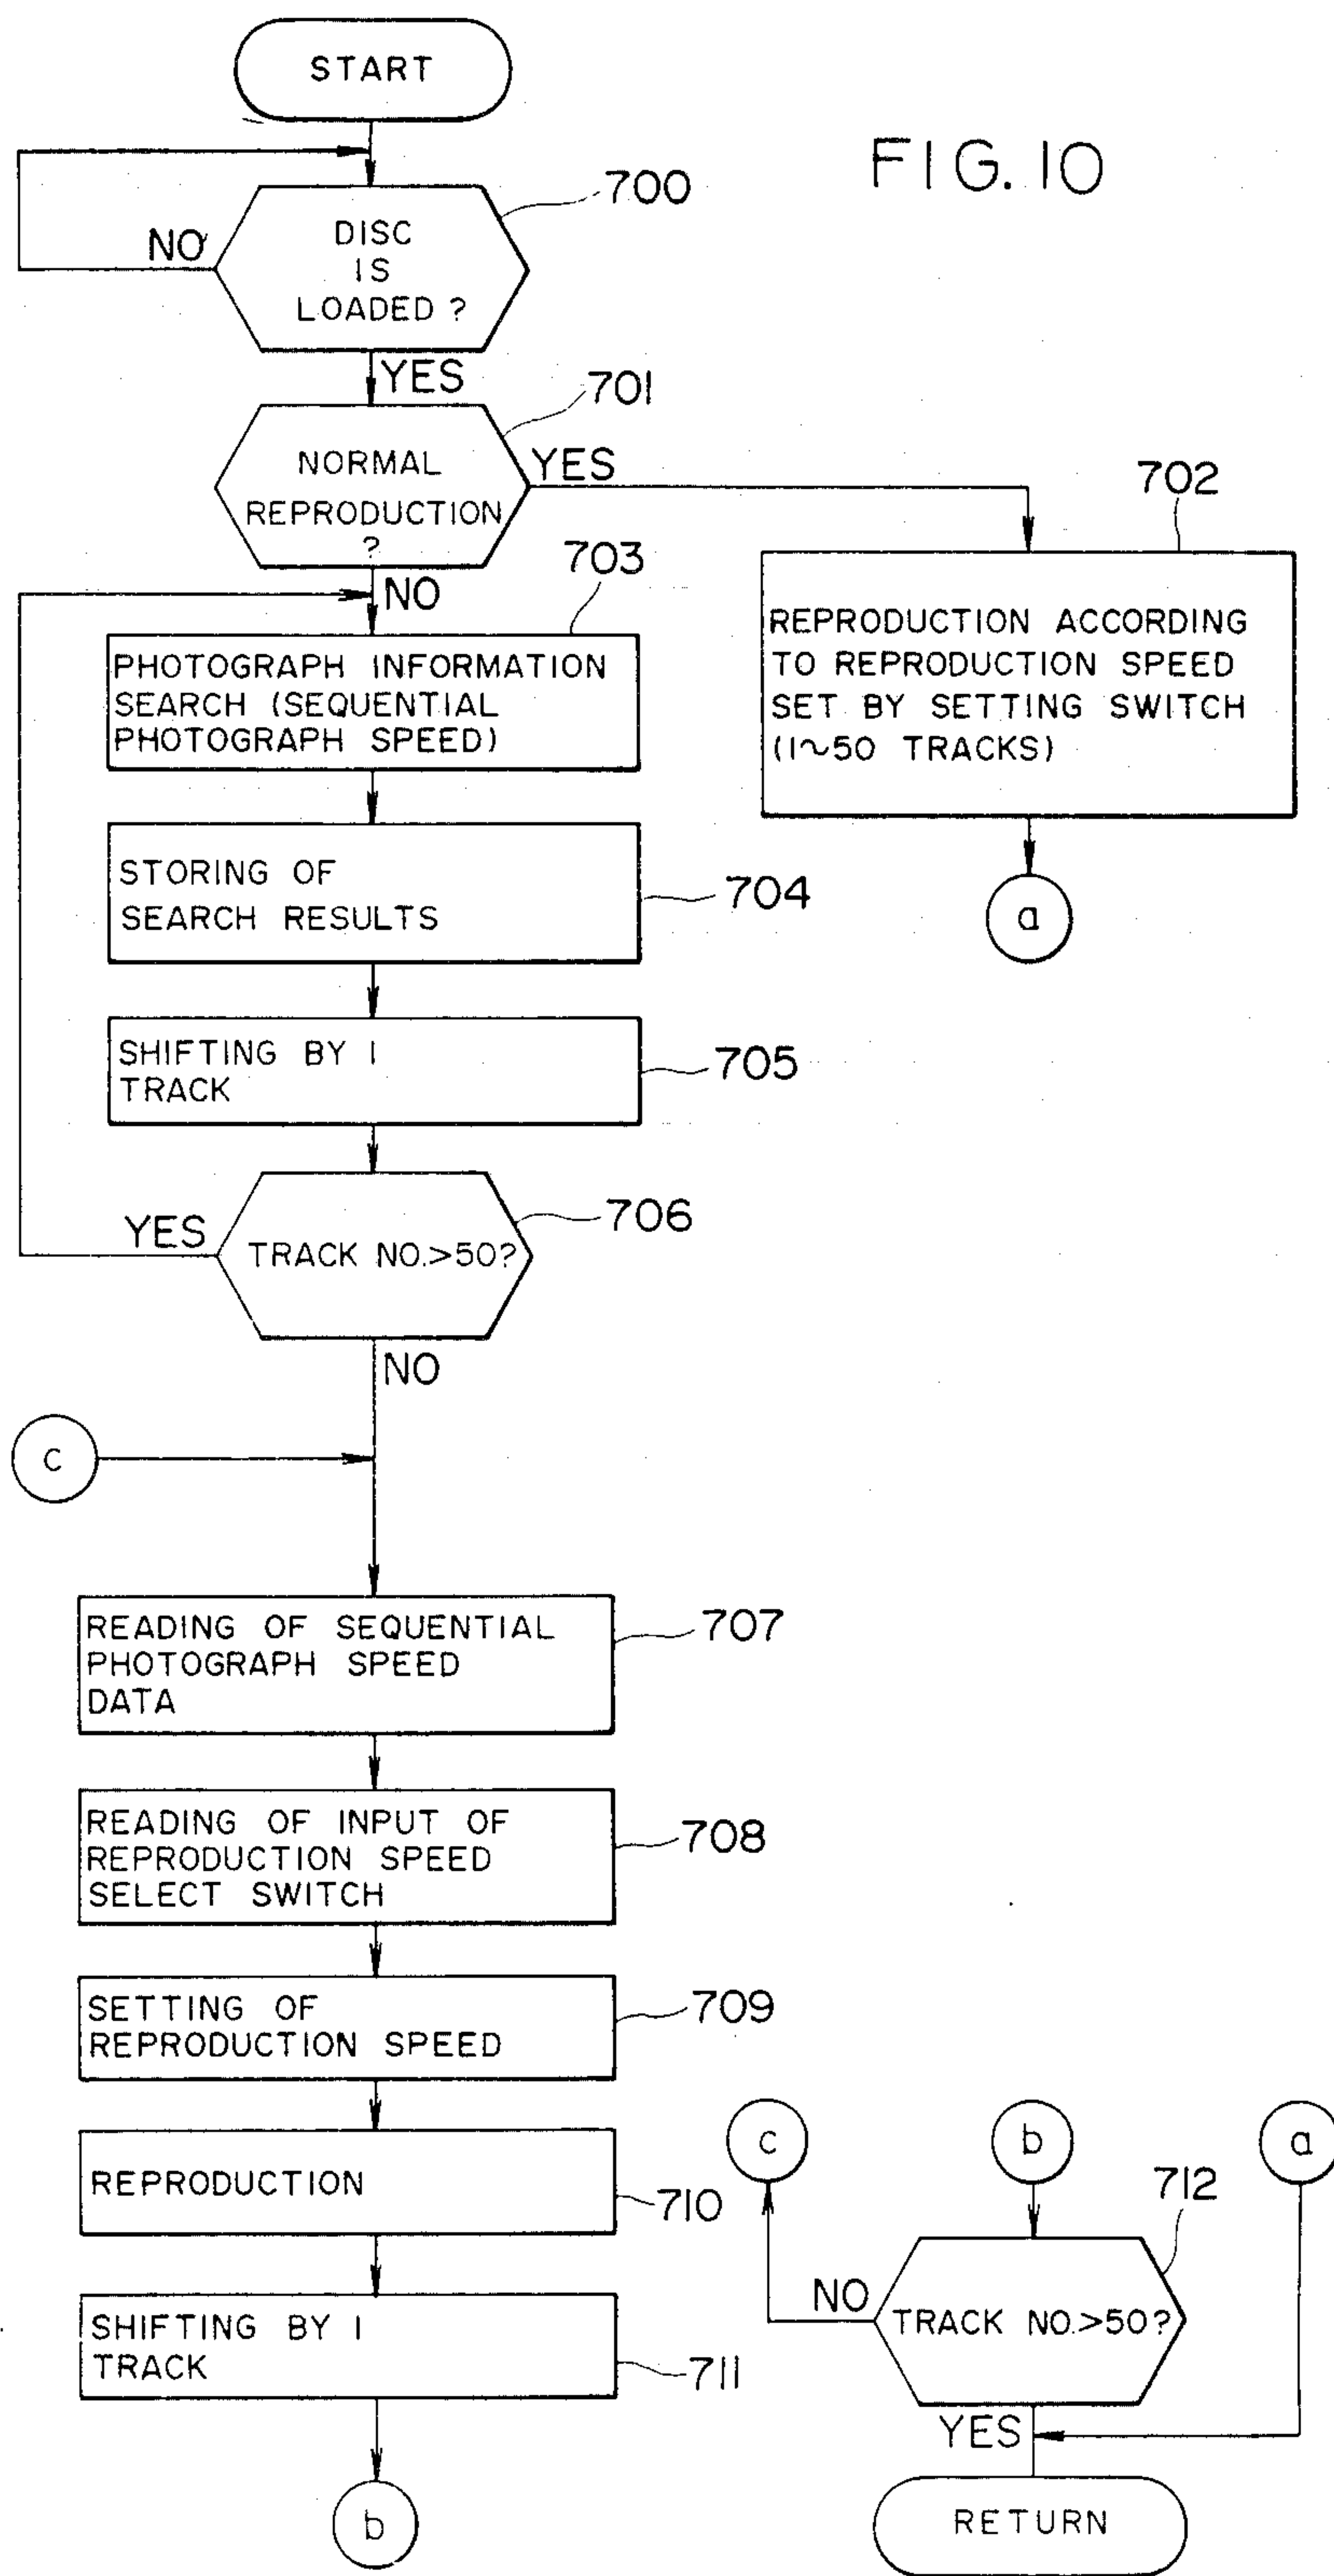 START
FIG. 10
700
NO
DISC
IS
LOADED ?
YES
701
NORMAL
REPRODUCTION
?
YES
702
NO
703
REPRODUCTION ACCORDING
TO REPRODUCTION SPEED
SET BY SETTING SWITCH
(1~50 TRACKS)
a
PHOTOGRAPH INFORMATION
SEARCH (SEQUENTIAL
PHOTOGRAPH SPEED)
STORING OF
SEARCH RESULTS
704
SHIFTING BY 1
TRACK
705
706
YES
TRACK NO.>50?
NO
c
READING OF SEQUENTIAL
PHOTOGRAPH SPEED
DATA
707
READING OF INPUT OF
REPRODUCTION SPEED
SELECT SWITCH
708
SETTING OF
REPRODUCTION SPEED
709
REPRODUCTION
710
SHIFTING BY 1
TRACK
711
b
c
b
a
712
NO
TRACK NO.>50?
YES
RETURN